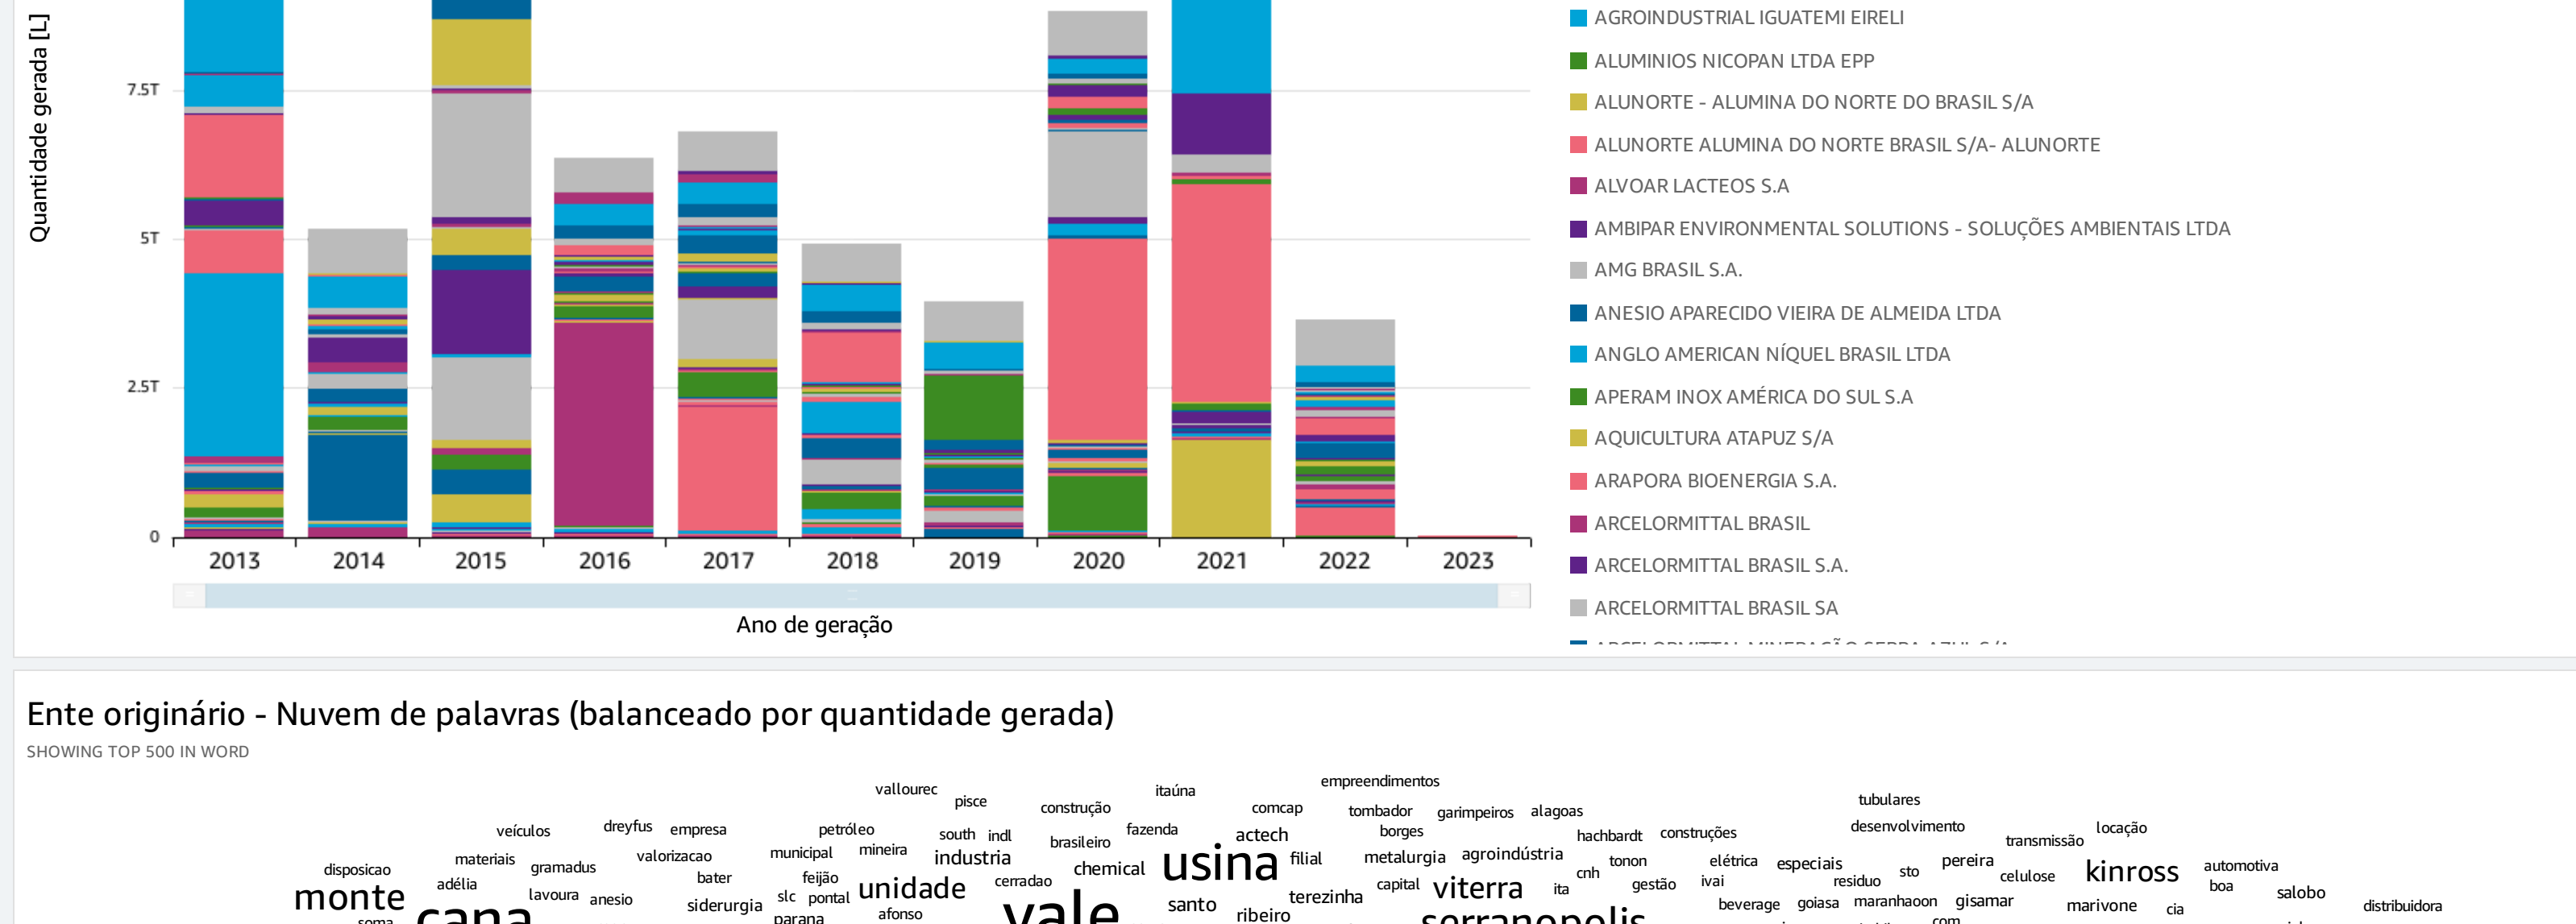 Quantidade gerada [L]
7.5T
5T
2.5T
0
2013 2014 2015 2016 2017 2018 2019 2020 2021 2022 2023
Ano de geração
AGROINDUSTRIAL IGUATEMI EIRELI
ALUMINIOS NICOPAN LTDA EPP
ALUNORTE - ALUMINA DO NORTE DO BRASIL S/A
ALUNORTE ALUMINA DO NORTE BRASIL S/A- ALUNORTE
ALVOAR LACTEOS S.A
AMBIPAR ENVIRONMENTAL SOLUTIONS - SOLUÇÕES AMBIENTAIS LTDA
AMG BRASIL S.A.
ANESIO APARECIDO VIEIRA DE ALMEIDA LTDA
ANGLO AMERICAN NÍQUEL BRASIL LTDA
APERAM INOX AMÉRICA DO SUL S.A
AQUICULTURA ATAPUZ S/A
ARAPORA BIOENERGIA S.A.
ARCELORMITTAL BRASIL
ARCELORMITTAL BRASIL S.A.
ARCELORMITTAL BRASIL SA
Ente originário - Nuvem de palavras (balanceado por quantidade gerada)
SHOWING TOP 500 IN WORD
vallourec itaúna empreendimentos
pisce construção comcap tombador garimpeiros alagoas tubulares
veículos dreyfus empresa petróleo south indl brasileiro fazenda actech borges hachbardt construções desenvolvimento transmissão locação
materiais gramadus valorizacao municipal mineira industria chemical usina filial metalurgia agroindústria tonon elétrica especiais sto pereira kinross automotiva
disposicao adélia bater feijão unidade cerradao capital viterra cnh ita gestão ivai residuo celulose boa
monte lavoura anesio siderurgia slc pontal santo terezinha beverage goiasa maranhaoon gisamar marivone cia salobo distribuidora
soma cana parana afonso vale ribeiro serranopolis com